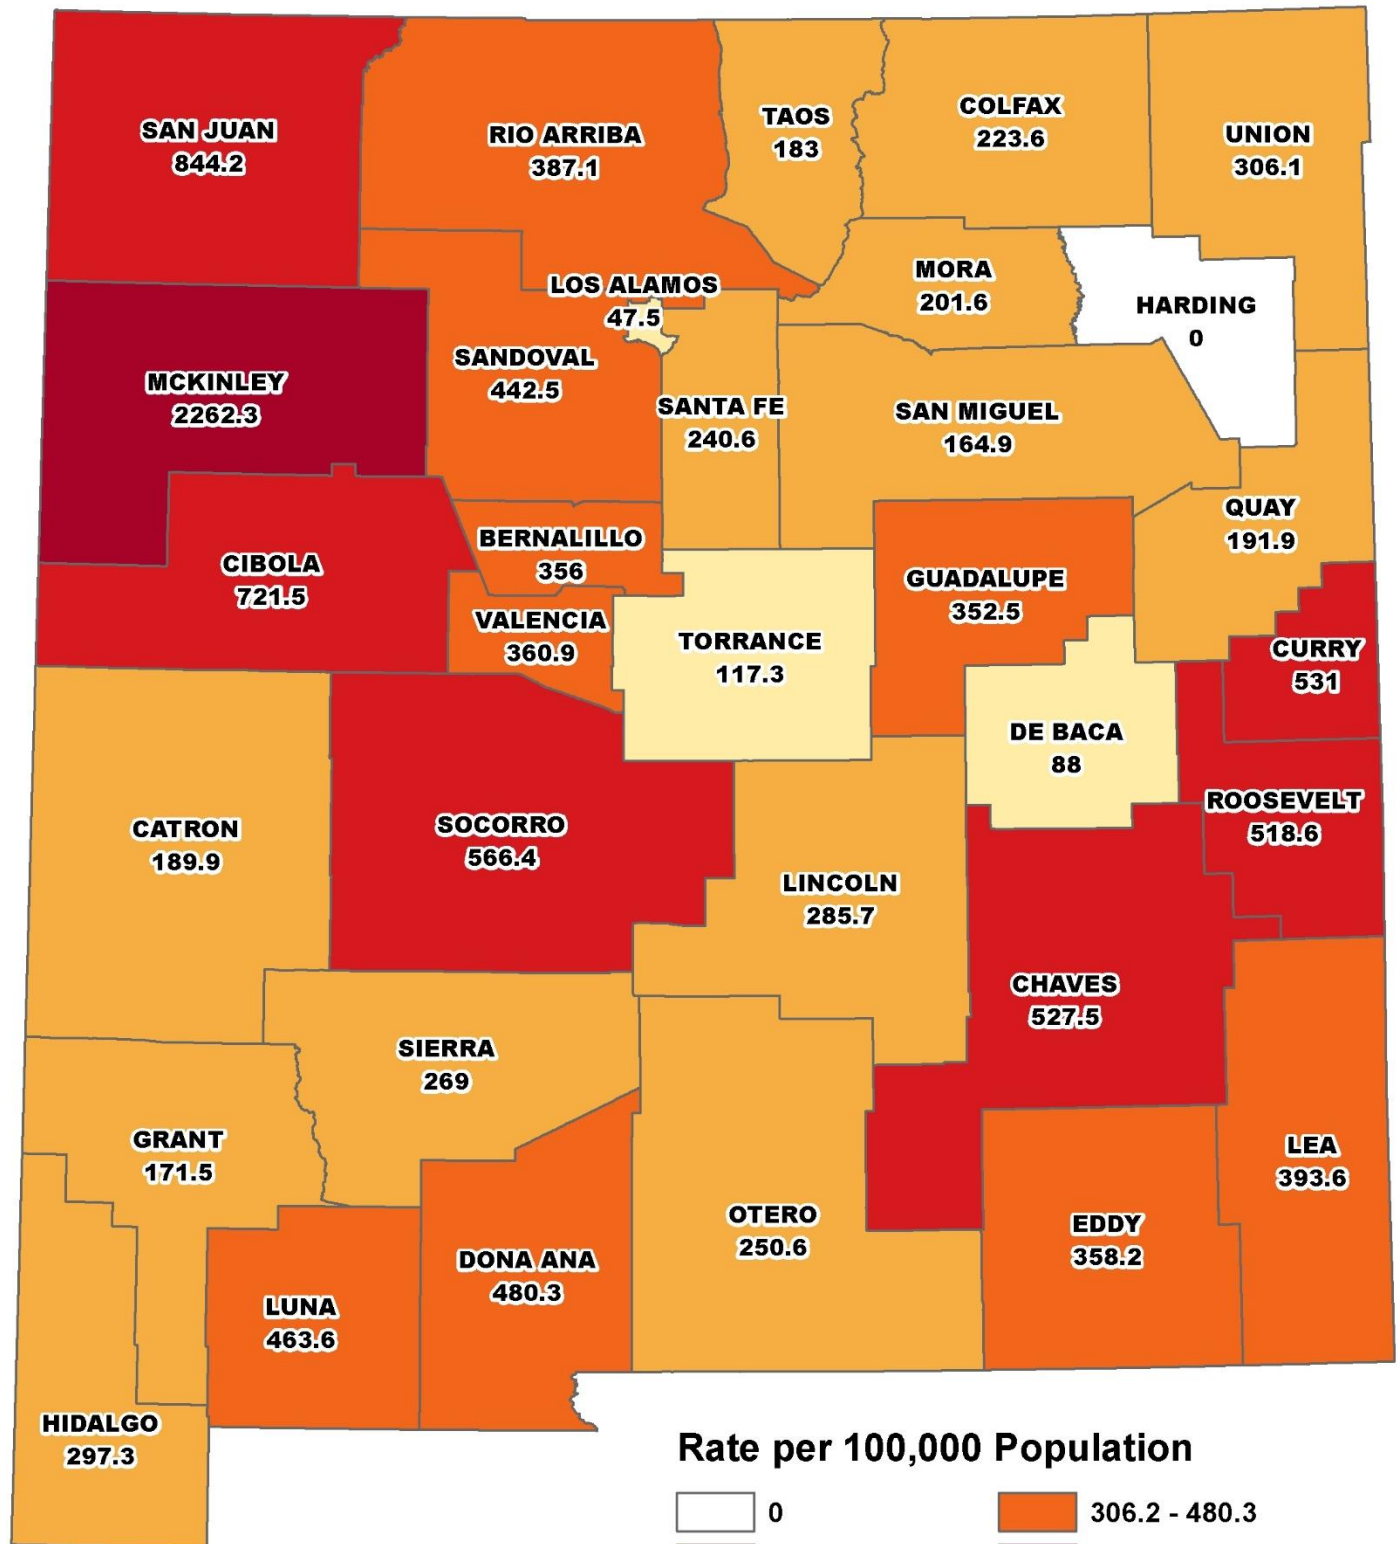 SAN JUAN
844.2
RIO ARRIBA
387.1
TAOS
183
COLFAX
223.6
UNION
306.1
LOS ALAMOS
47.5
MORA
201.6
HARDING
0
MCKINLEY
2262.3
SANDOVAL
442.5
SANTA FE
240.6
SAN MIGUEL
164.9
QUAY
191.9
CIBOLA
721.5
BERNALILLO
356
VALENCIA
360.9
TORRANCE
117.3
GUADALUPE
352.5
CURRY
531
DE BACA
88
ROOSEVELT
518.6
CATRON
189.9
SOCORRO
566.4
LINCOLN
285.7
CHAVES
527.5
SIERRA
269
GRANT
171.5
LEA
393.6
OTERO
250.6
EDDY
358.2
DONA ANA
480.3
LUNA
463.6
HIDALGO
297.3
Rate per 100,000 Population
0
306.2 - 480.3